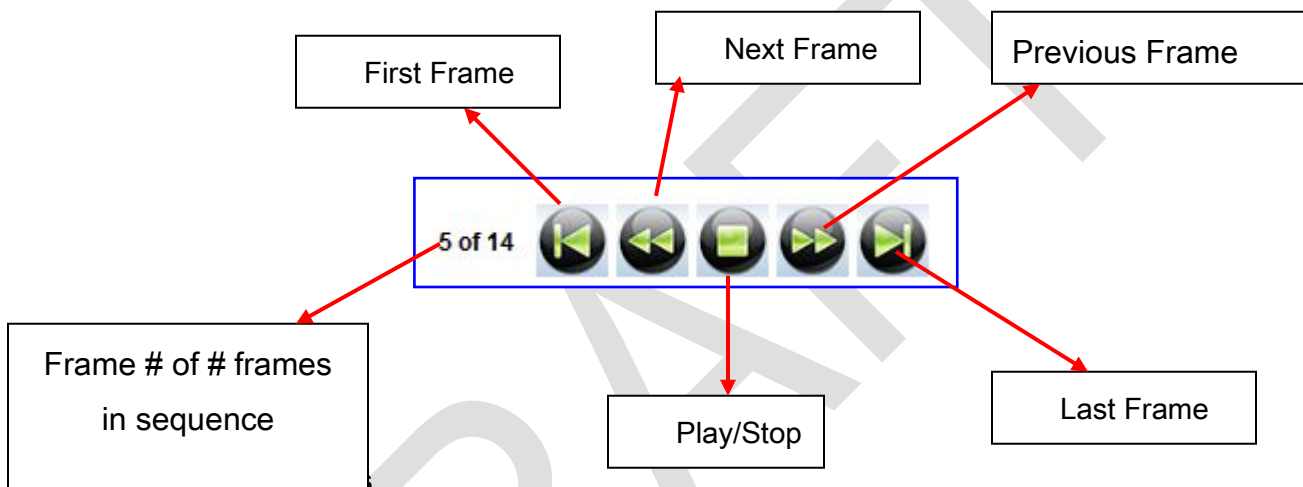 Next Frame
Previous Frame
First Frame
5 of 14
Frame # of # frames
in sequence
Last Frame
Play/Stop